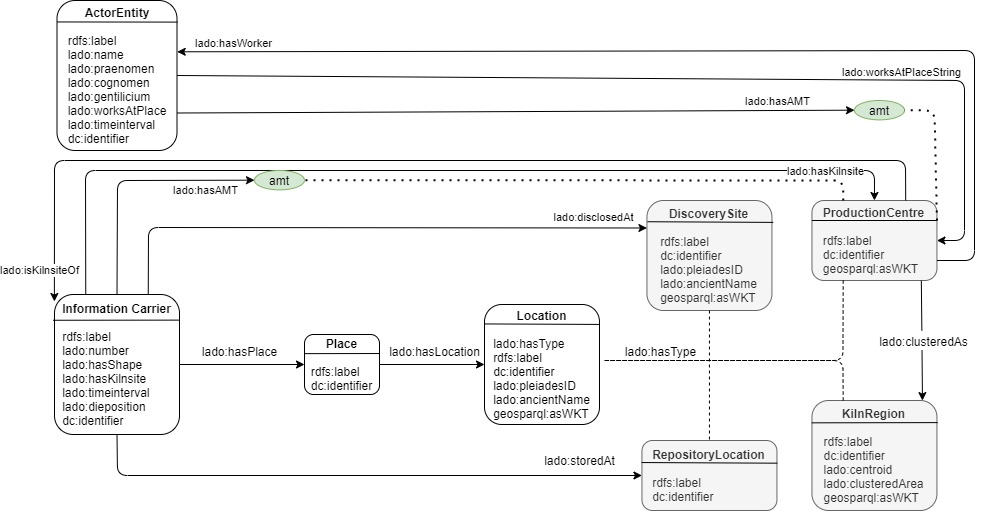 ActorEntity
rdfs:label
lado:name
lado:praenomen
lado:cognomen
lado:gentilicium
lado:worksAtPlace
lado:timeinterval
dc:identifier
lado:hasWorker
lado:worksAtPlaceString
lado:hasAMT
amt
lado:hasKilnsite
amt
lado:hasAMT
lado:disclosedAt
DiscoverySite
rdfs:label
dc:identifier
lado:pleiadesID
lado:ancientName
geosparql:asWKT
ProductionCentre
rdfs:label
dc:identifier
geosparql:asWKT
lado:isKilnsiteOf
Information Carrier
rdfs:label
lado:number
lado:hasShape
lado:hasKilnsite
lado:timeinterval
lado:dieposition
dc:identifier
lado:hasPlace
Place
rdfs:label
dc:identifier
lado:hasLocation
Location
lado:hasType
rdfs:label
dc:identifier
lado:pleiadesID
lado:ancientName
geosparql:asWKT
lado:hasType
lado:clusteredAs
KilnRegion
rdfs:label
dc:identifier
lado:centroid
lado:clusteredArea
geosparql:asWKT
lado:storedAt
RepositoryLocation
rdfs:label
dc:identifier